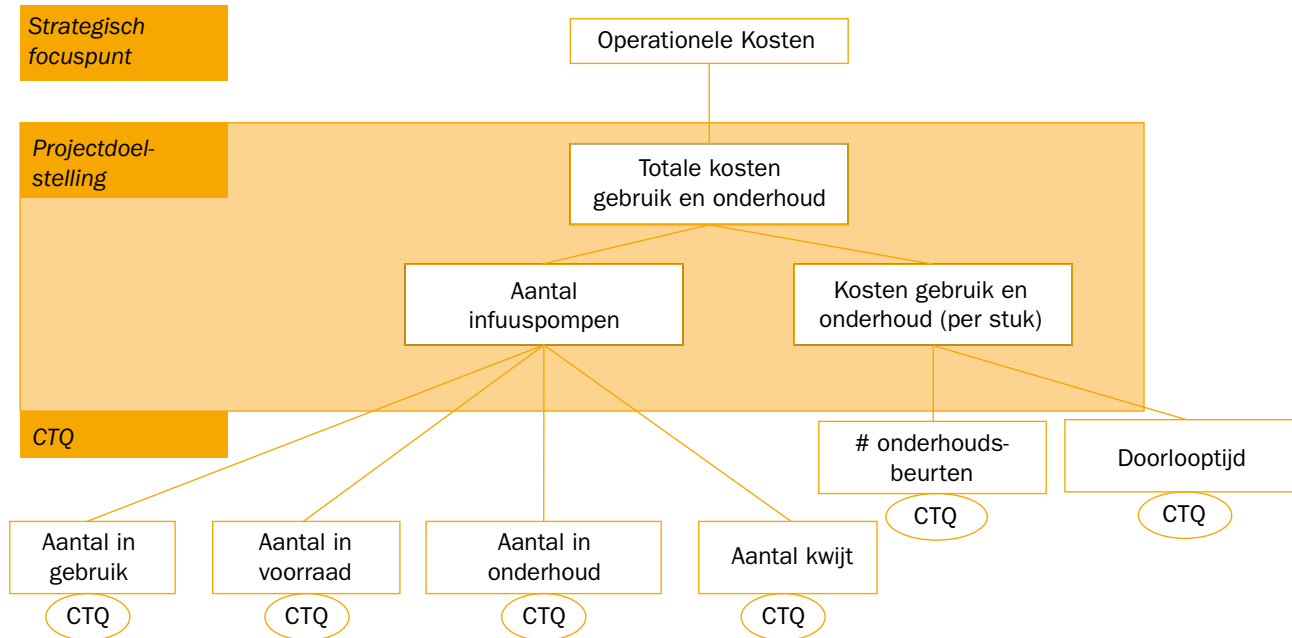 Strategisch
focuspunt
Operationele Kosten
Projectdoel-
stelling
Totale kosten
gebruik en onderhoud
Aantal
infuuspompen
Kosten gebruik en
onderhoud (per stuk)
CTQ
# onderhouds-
beurten
CTQ
Doorlooptijd
CTQ
Aantal in
gebruik
CTQ
Aantal in
voorraad
CTQ
Aantal in
onderhoud
CTQ
Aantal kwijt
CTQ